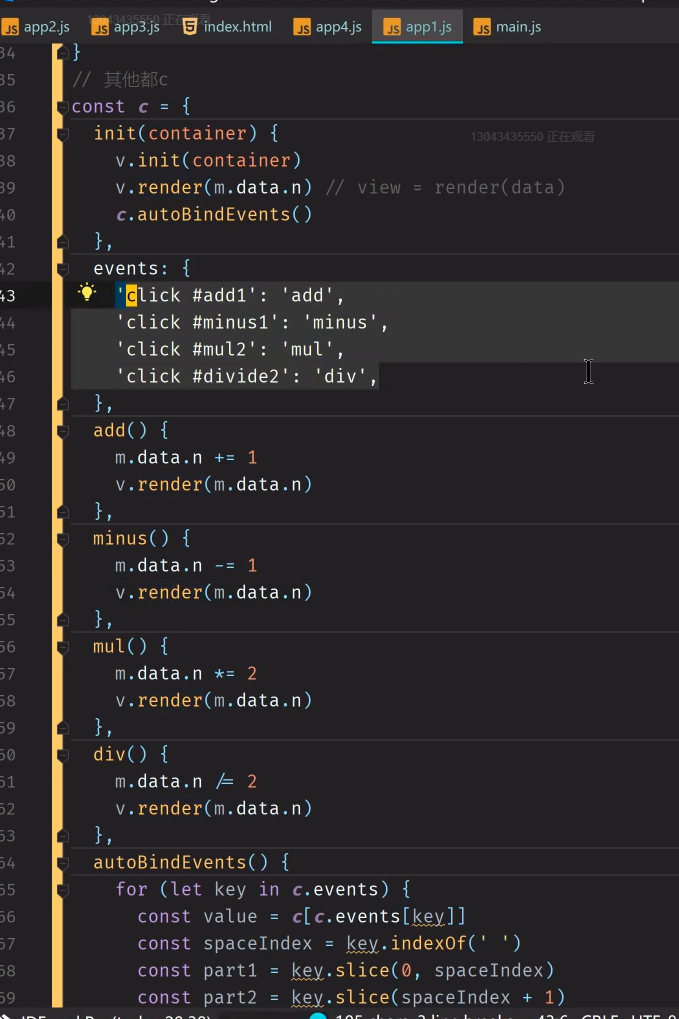 app2.js app3.js index.html app4.js app1.js main.js
13043435550 正在观看
34 }
35 // 其他都c
36 const c = {
37 init(container) {
13043435550 正在观看
38 v.init(container)
39 v.render(m.data.n) // view = render(data)
40 c.autoBindEvents()
41 },
42 events: {
43 'click #add1': 'add',
44 'click #minus1': 'minus',
45 'click #mul2': 'mul',
46 'click #divide2': 'div',
47 },
48 add() {
49 m.data.n += 1
50 v.render(m.data.n)
51 },
52 minus() {
53 m.data.n -= 1
54 v.render(m.data.n)
55 },
56 mul() {
57 m.data.n *= 2
58 v.render(m.data.n)
59 },
60 div() {
61 m.data.n /= 2
62 v.render(m.data.n)
63 },
64 autoBindEvents() {
65 for (let key in c.events) {
66 const value = c[c.events[key]]
67 const spaceIndex = key.indexOf(' ')
68 const part1 = key.slice(0, spaceIndex)
69 const part2 = key.slice(spaceIndex + 1)